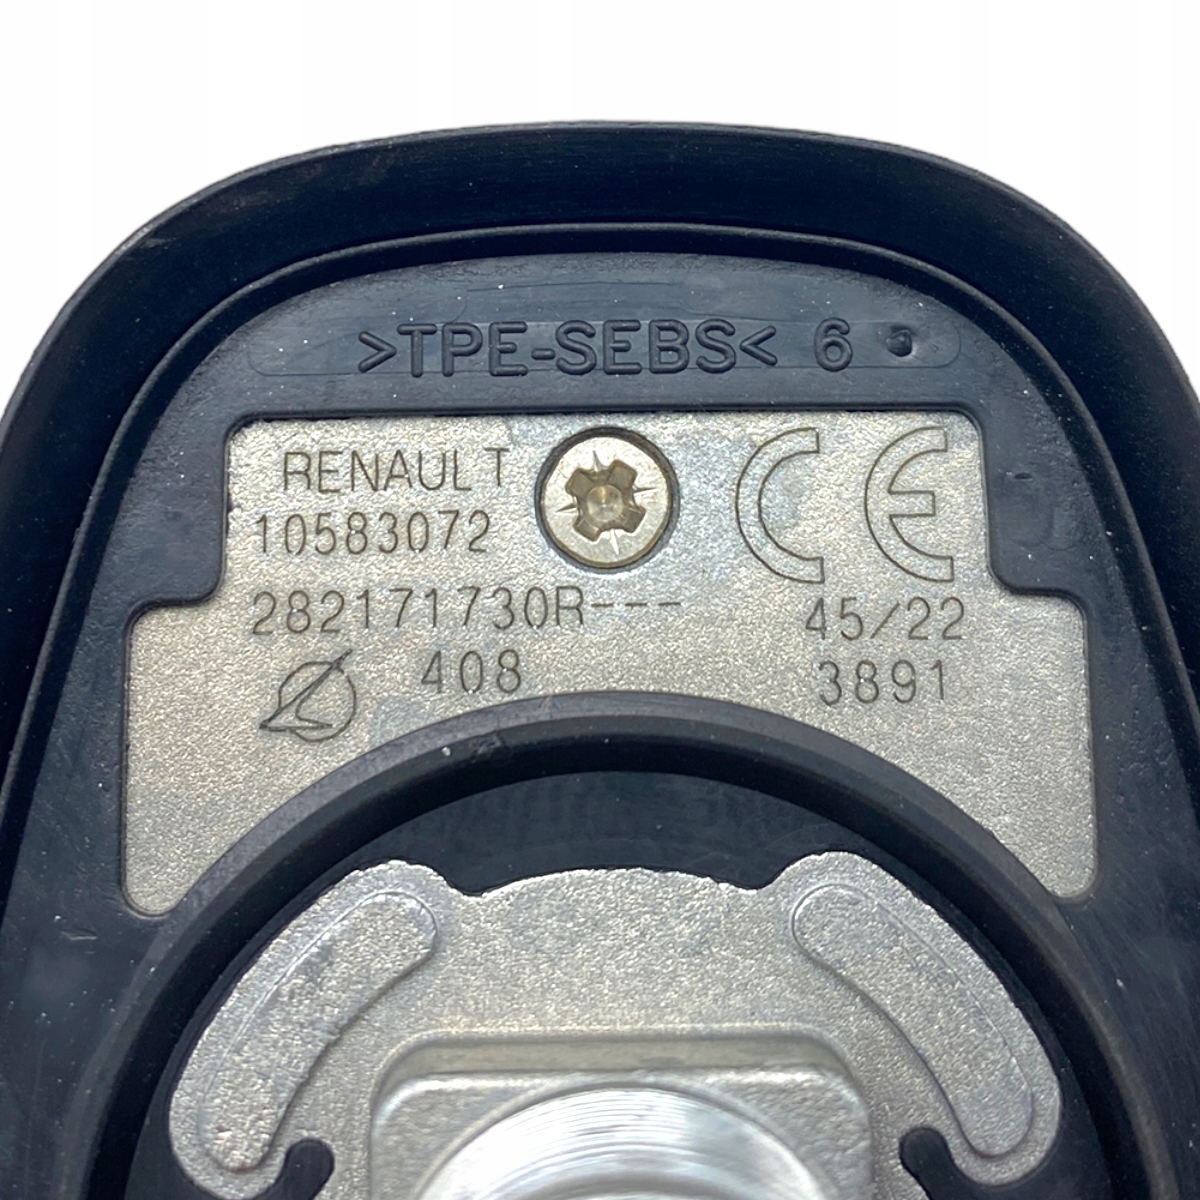 >TPE-SEBS< 6
RENAULT
10583072
CE
282171730R---
45/22
408
3891